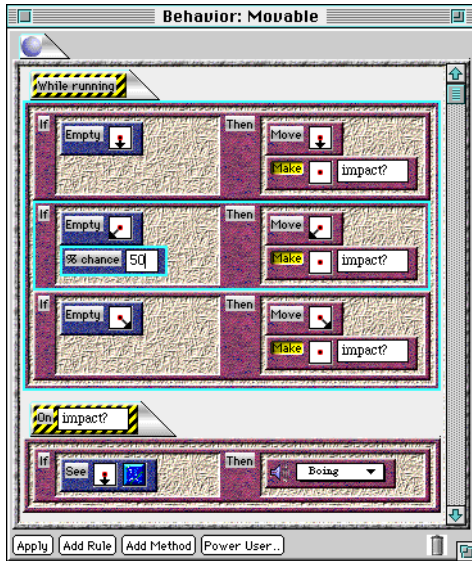 Behavior: Movable
While running
If Empty Then Move
Make impact?
If Empty Then Move
% chance 50 Make impact?
If Empty Then Move
Make impact?
On impact?
If See Then Boing
Apply Add Rule Add Method Power User..